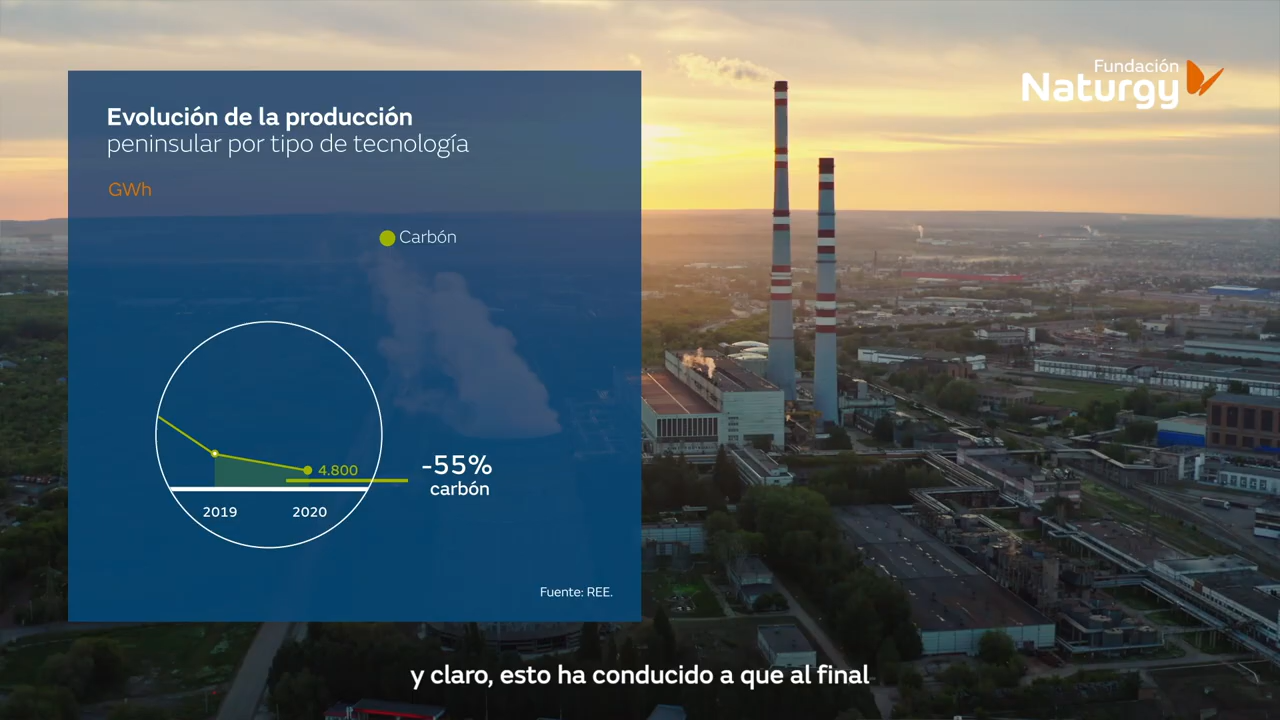 Fundación
Naturgy
Evolución de la producción
peninsular por tipo de tecnología
GWh
Carbón
4.800
-55%
carbón
2019
2020
Fuente: REE.
y claro, esto ha conducido a que al final